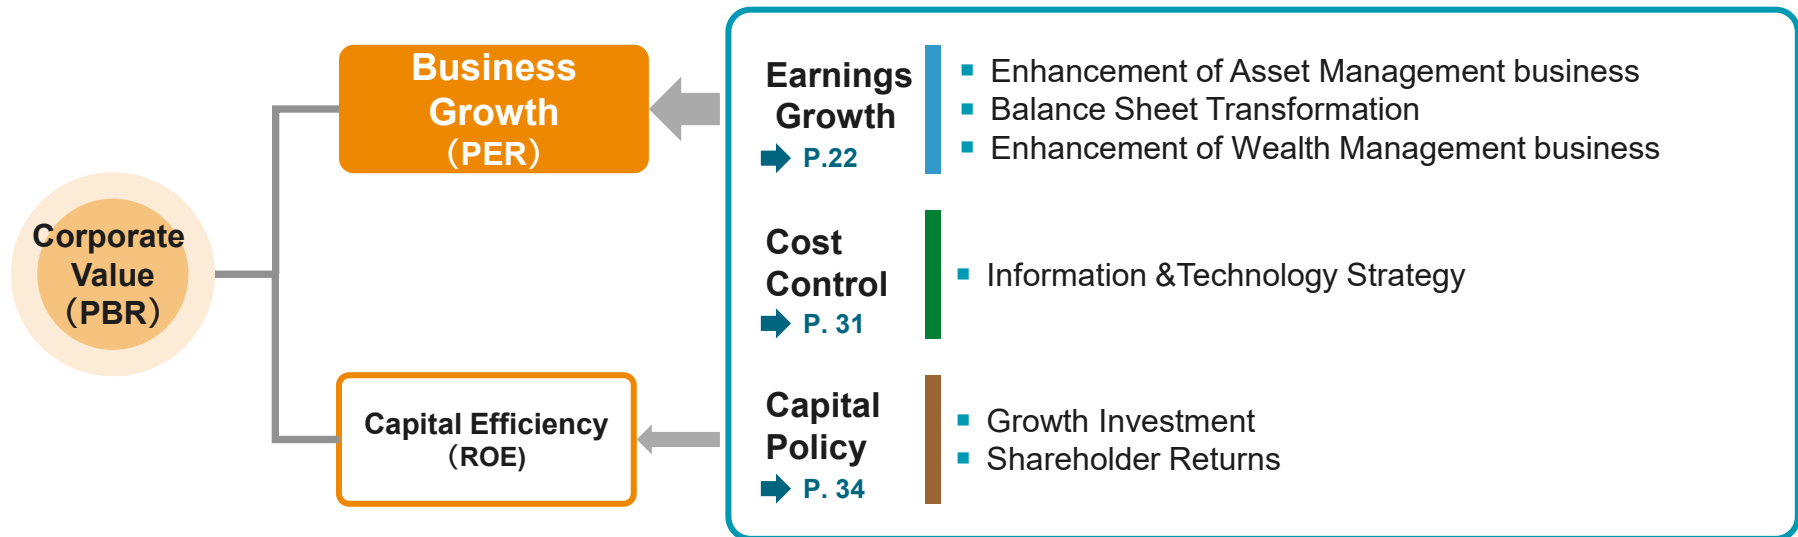 Corporate
Value
（PBR）
Business
Growth
（PER）
Capital Efficiency
（ROE)
Earnings
Growth
P.22
Enhancement of Asset Management business
Balance Sheet Transformation
Enhancement of Wealth Management business
Cost
Control
P. 31
Information &Technology Strategy
Capital
Policy
P. 34
Growth Investment
Shareholder Returns